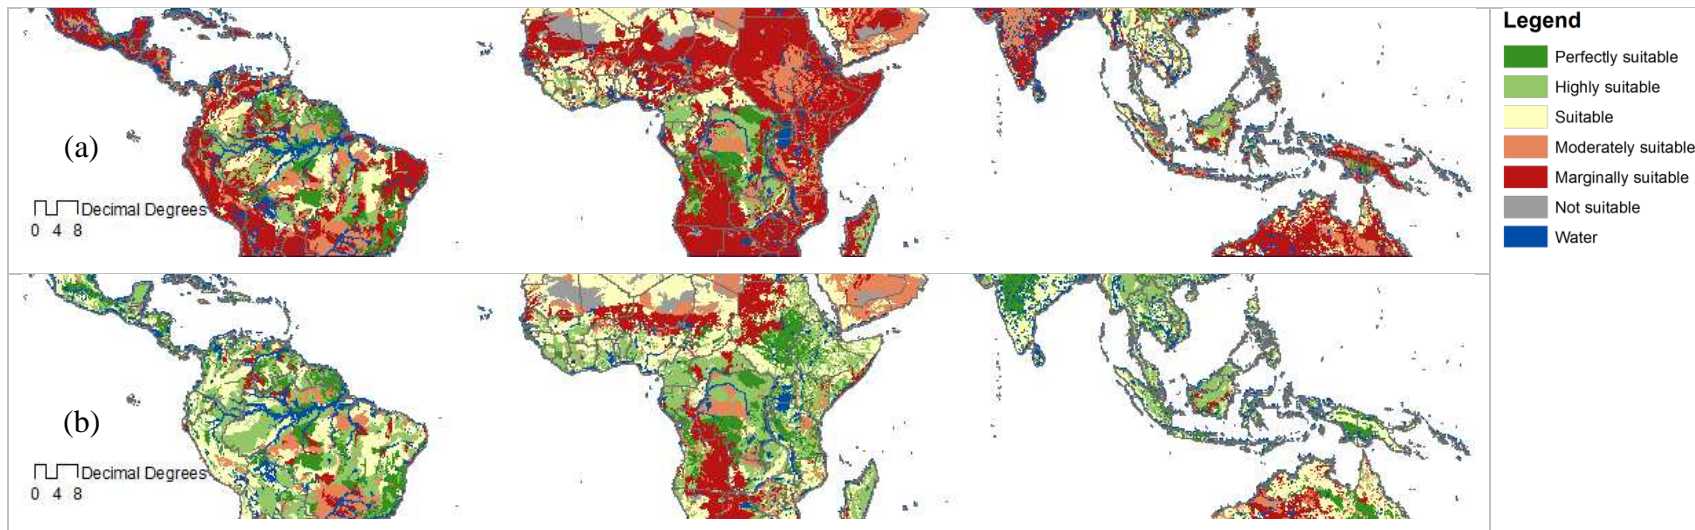 Legend
Perfectly suitable
Highly suitable
Suitable
Moderately suitable
Marginally suitable
Not suitable
Water
(a)
Decimal Degrees
0 4 8
(b)
Decimal Degrees
0 4 8